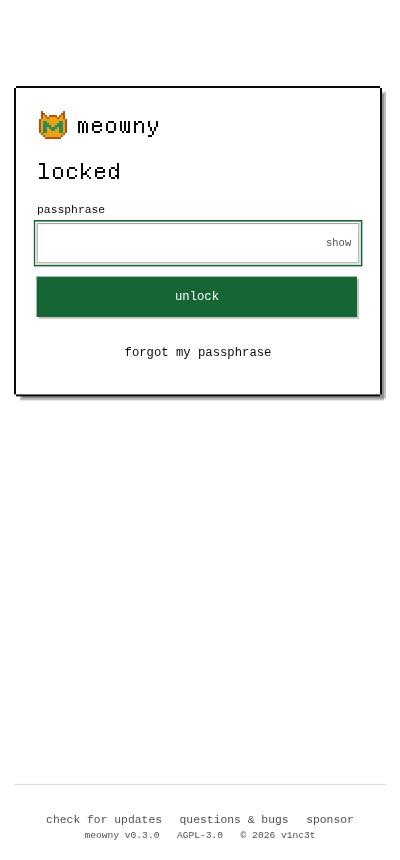 meowny
locked
passphrase
show
unlock
forgot my passphrase
check for updates questions & bugs sponsor
meowny v0.3.0 AGPL-3.0 © 2026 v1nc3t